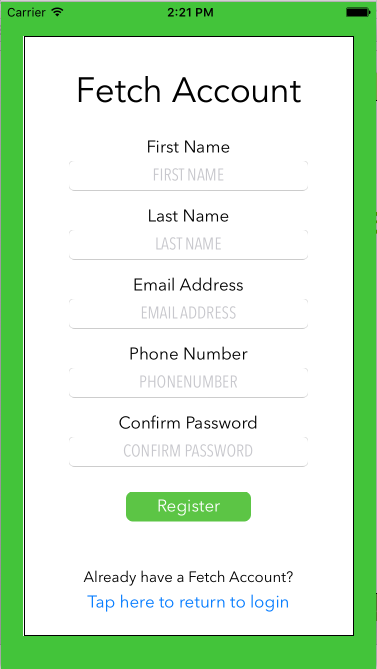 Carrier 2:21 PM
Fetch Account
First Name
FIRST NAME
Last Name
LAST NAME
Email Address
EMAIL ADDRESS
Phone Number
PHONENUMBER
Confirm Password
CONFIRM PASSWORD
Register
Already have a Fetch Account?
Tap here to return to login